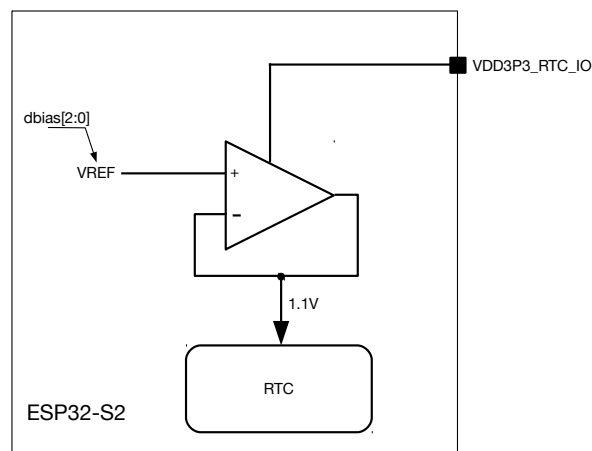 VDD3P3_RTC_IO
dbias[2:0]
VREF
+
-
1.1V
RTC
ESP32-S2